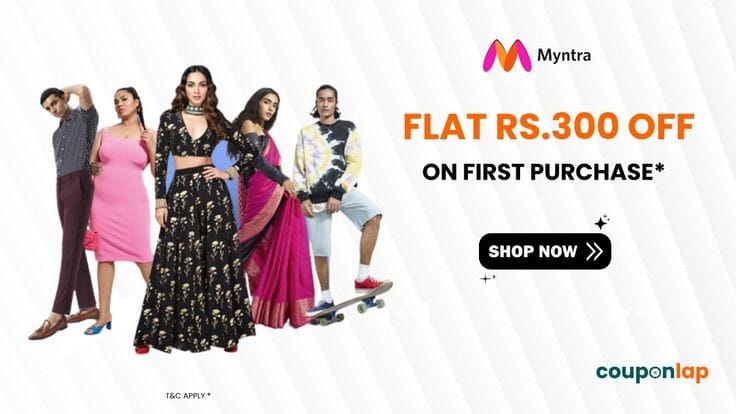 Myntra
FLAT RS.300 OFF
ON FIRST PURCHASE*
SHOP NOW
couponlap
T&C APPLY *